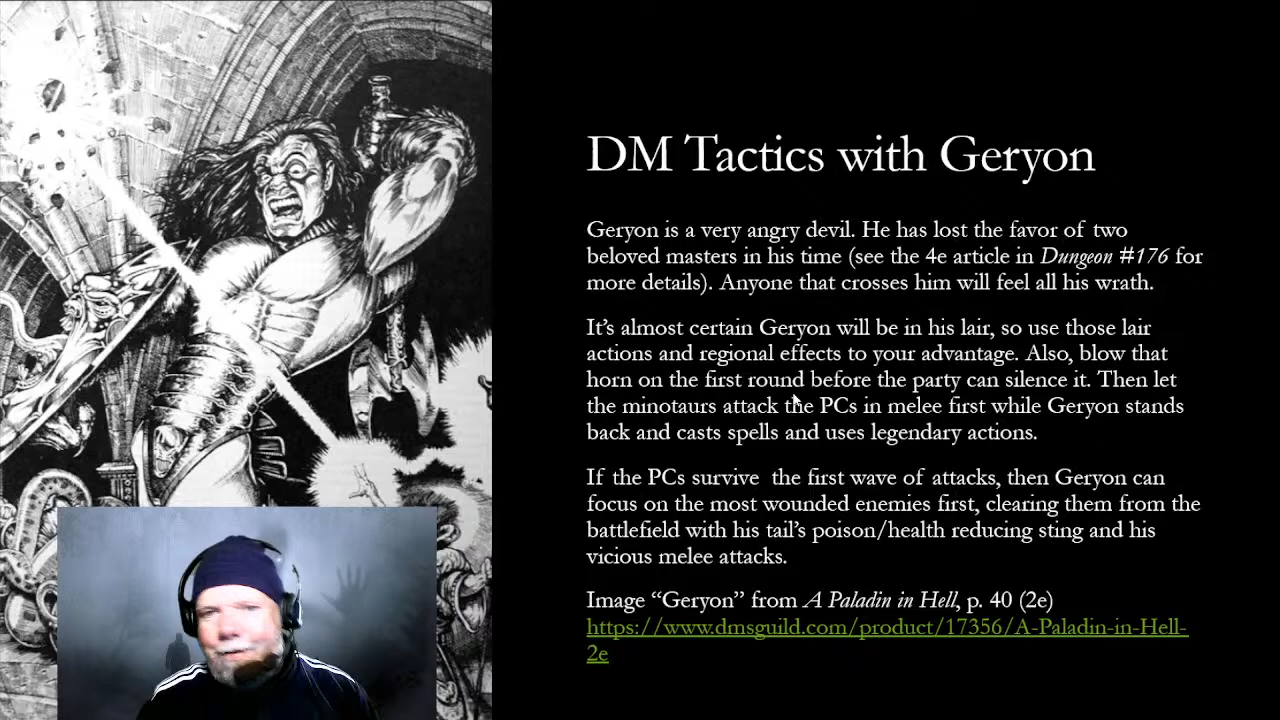 DM Tactics with Geryon
Geryon is a very angry devil. He has lost the favor of two
beloved masters in his time (see the 4e article in Dungeon #176 for
more details). Anyone that crosses him will feel all his wrath.
It’s almost certain Geryon will be in his lair, so use those lair
actions and regional effects to your advantage. Also, blow that
horn on the first round before the party can silence it. Then let
the minotaurs attack the PCs in melee first while Geryon stands
back and casts spells and uses legendary actions.
If the PCs survive  the first wave of attacks, then Geryon can
focus on the most wounded enemies first, clearing them from the
battlefield with his tail’s poison/health reducing sting and his
vicious melee attacks.
Image “Geryon” from A Paladin in Hell, p. 40 (2e)
https://www.dmsguild.com/product/17356/A-Paladin-in-Hell-
2e